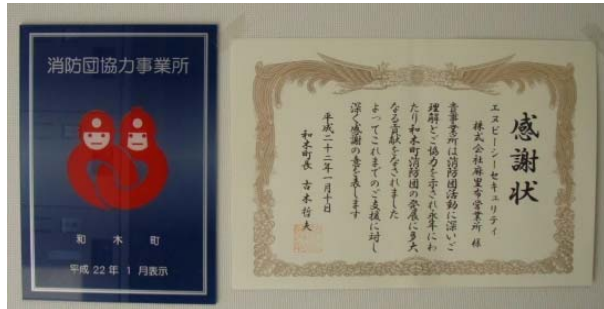 消防団協力事業所
和木町
平成22年1月表示
感謝状
エヌピーシーセキュリティ
株式会社麻里布営業所 様
貴事業所は消防団活動に深いご
理解とご協力を示され永年にわ
たり和木町消防団の発展に多大
なる貢献をなされました
よってこれまでのご支援に対し
深く感謝の意を表します
平成二十二年一月十日
和木町長 古木哲夫